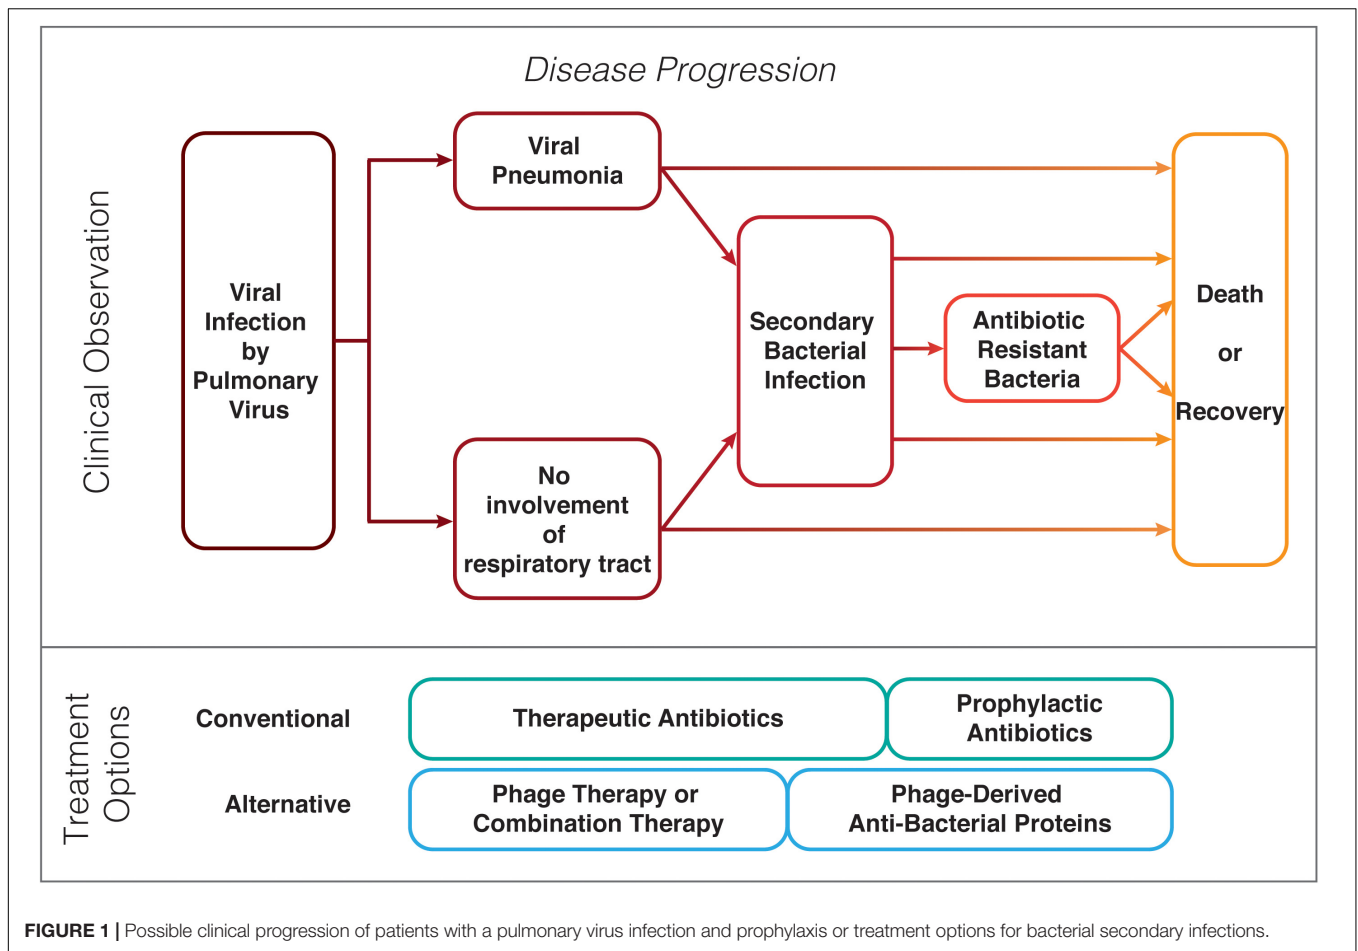 Disease Progression
Clinical Observation
Viral
Infection
by
Pulmonary
Virus
Viral
Pneumonia
No
involvement
of
respiratory tract
Secondary
Bacterial
Infection
Antibiotic
Resistant
Bacteria
Death
or
Recovery
Treatment
Options
Conventional
Therapeutic Antibiotics
Prophylactic
Antibiotics
Alternative
Phage Therapy or
Combination Therapy
Phage-Derived
Anti-Bacterial Proteins
FIGURE 1 | Possible clinical progression of patients with a pulmonary virus infection and prophylaxis or treatment options for bacterial secondary infections.